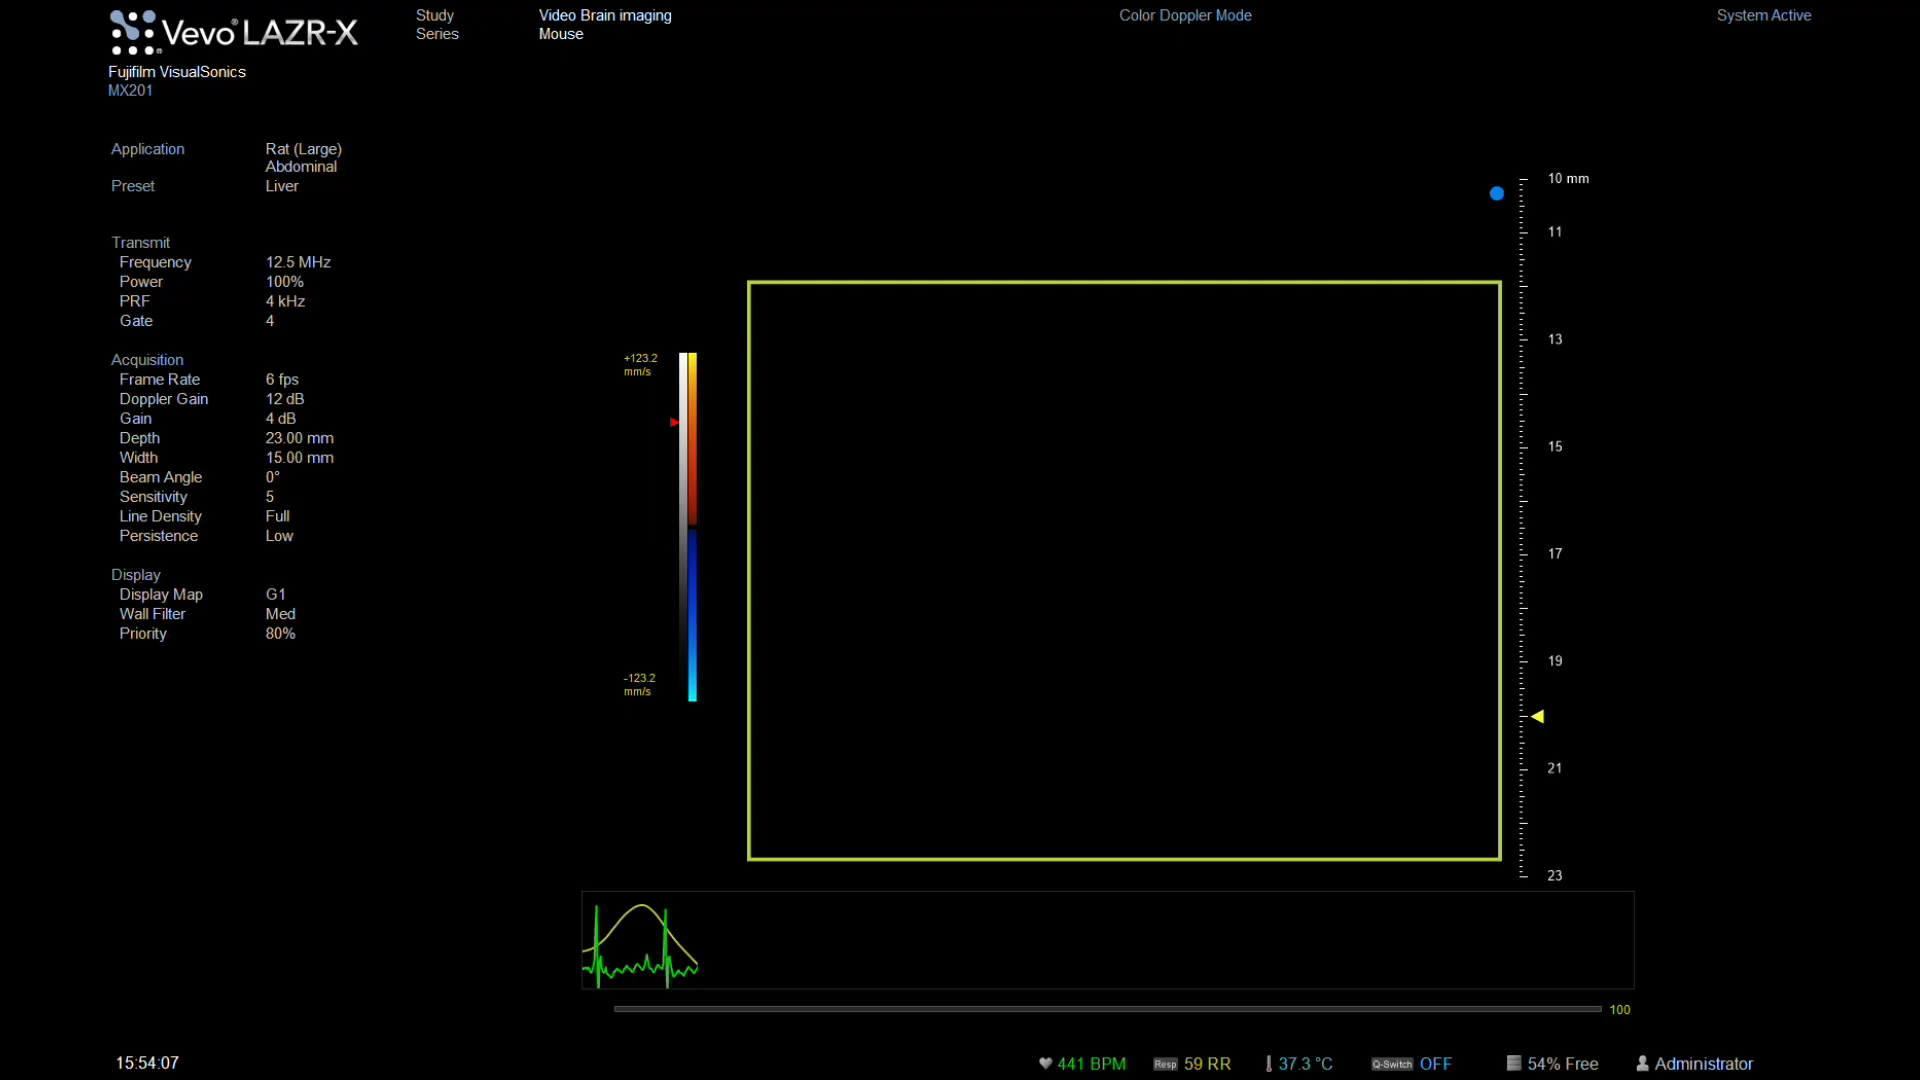 Vevo® LAZR-X
Fujifilm VisualSonics
MX201
Study Video Brain imaging
Series Mouse
Color Doppler Mode
System Active
Application Rat (Large)
Abdominal
Preset Liver
Transmit
Frequency 12.5 MHz
Power 100%
PRF 4 kHz
Gate 4
Acquisition
Frame Rate 6 fps
Doppler Gain 12 dB
Gain 4 dB
Depth 23.00 mm
Width 15.00 mm
Beam Angle 0°
Sensitivity 5
Line Density Full
Persistence Low
Display
Display Map G1
Wall Filter Med
Priority 80%
+123.2
mm/s
-123.2
mm/s
10 mm
11
13
15
17
19
21
23
100
15:54:07
441 BPM
Resp 59 RR
37.3 °C
Q-Switch OFF
54% Free
Administrator